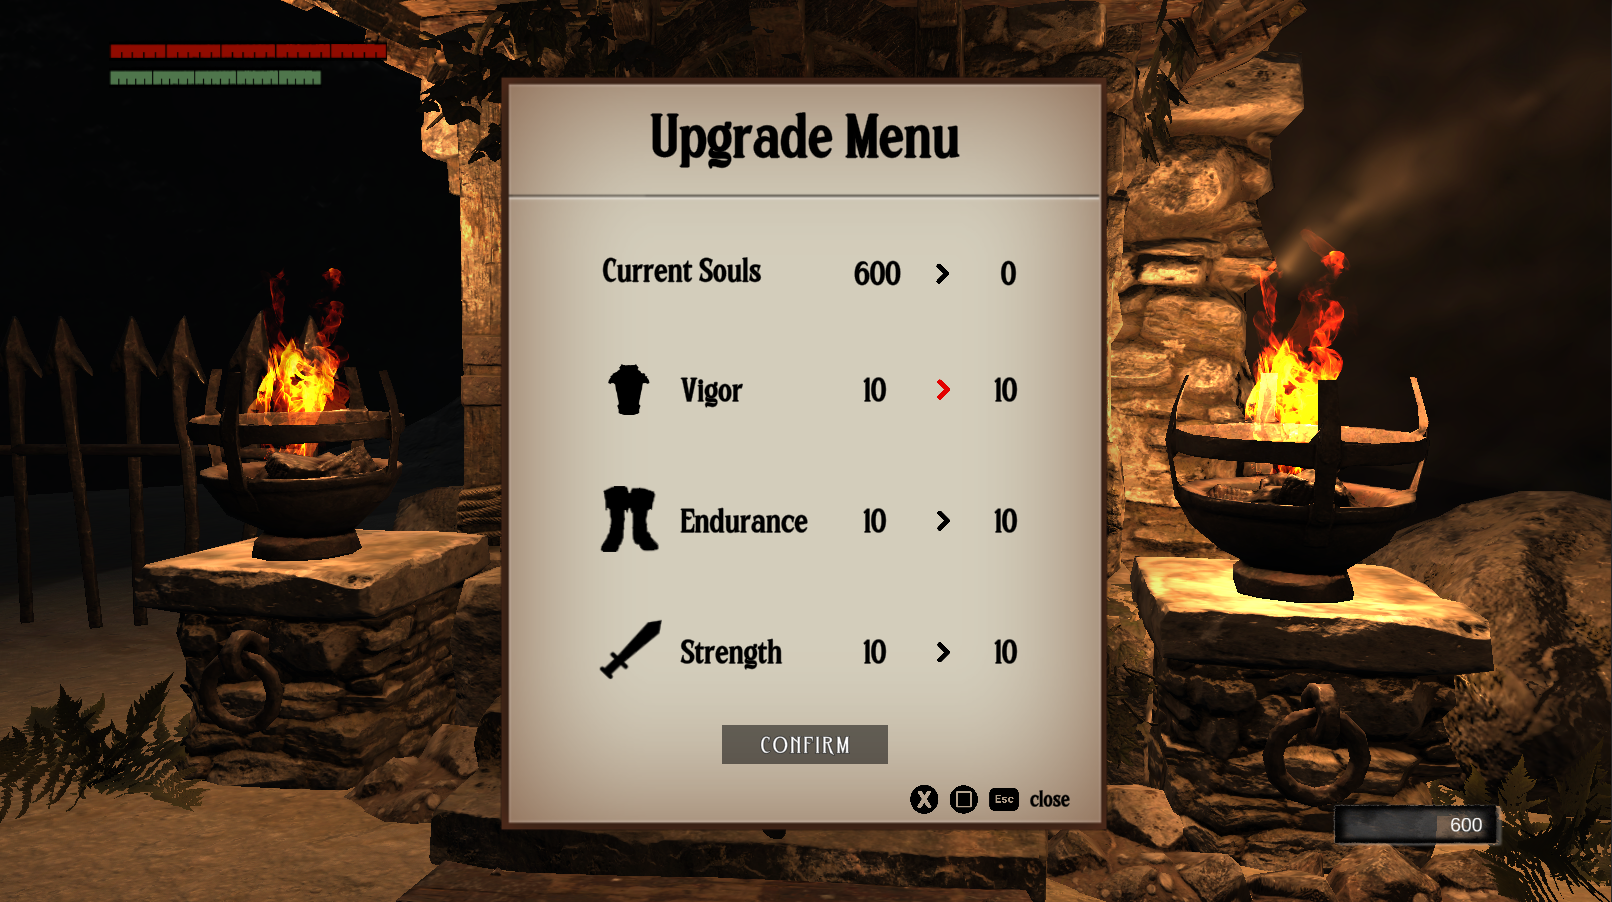 Upgrade Menu
Current Souls 600 > 0
Vigor 10 > 10
Endurance 10 > 10
Strength 10 > 10
CONFIRM
X Esc close
600